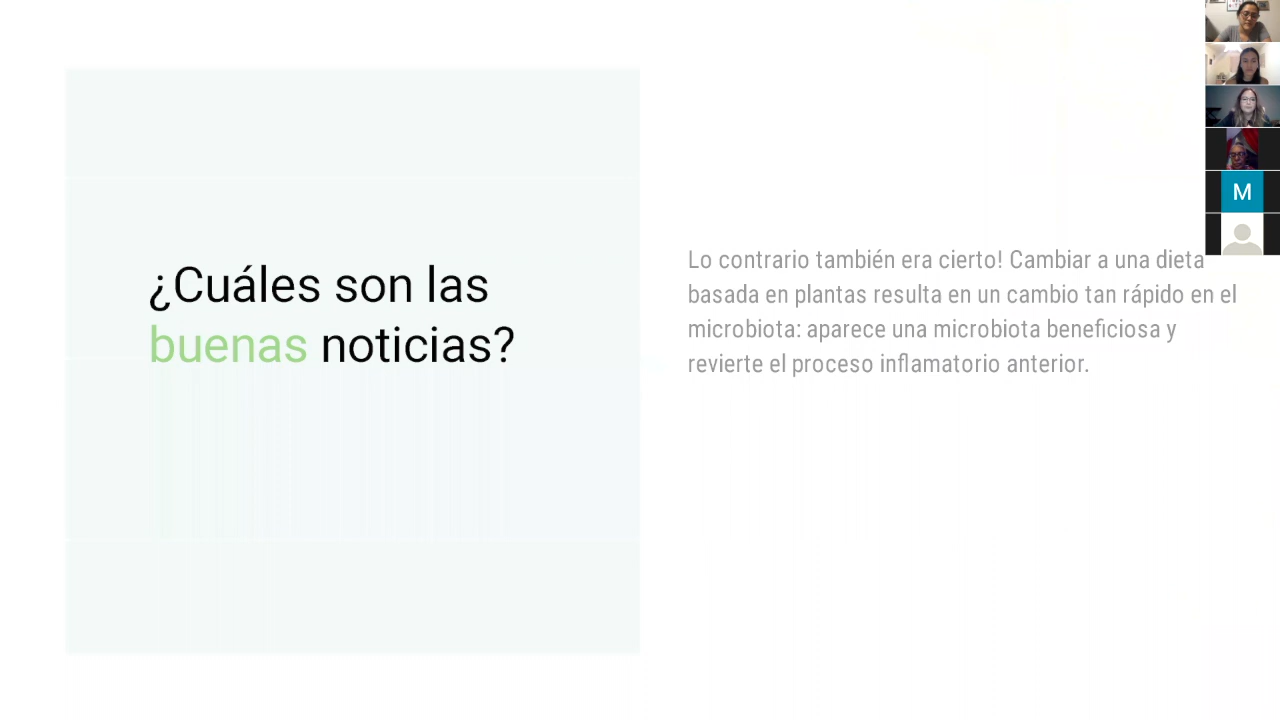 ¿Cuáles son las
buenas noticias?
Lo contrario también era cierto! Cambiar a una dieta
basada en plantas resulta en un cambio tan rápido en el
microbiota: aparece una microbiota beneficiosa y
revierte el proceso inflamatorio anterior.
M